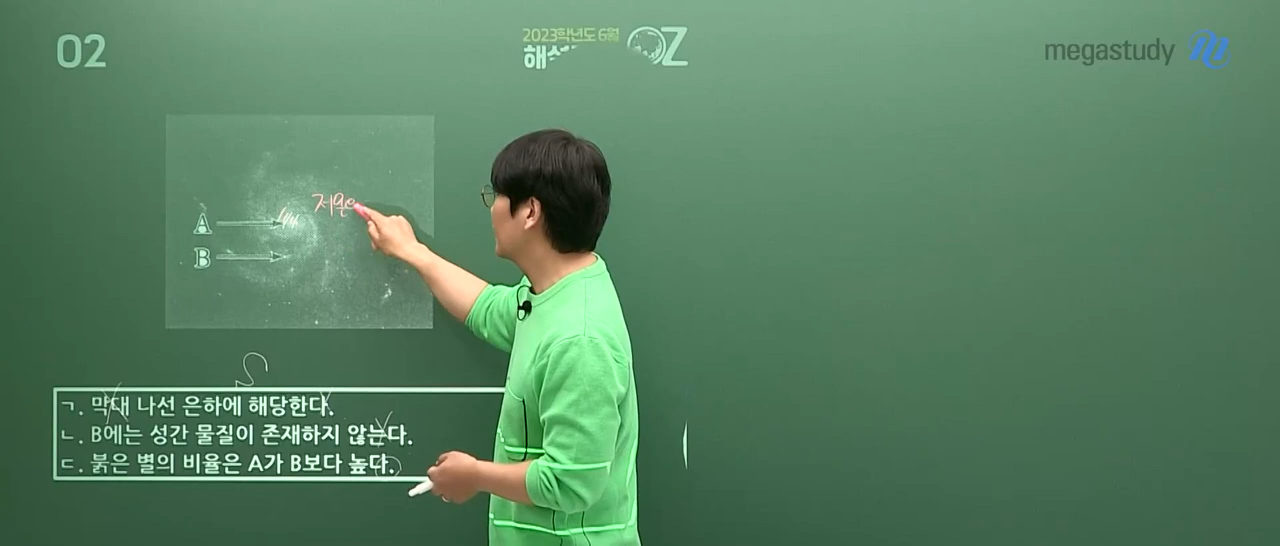 02
2023학년도 6월
OZ
megastudy
저온
A
B
S
ㄱ. 막대 나선 은하에 해당한다.
ㄴ. B에는 성간 물질이 존재하지 않는다.
ㄷ. 붉은 별의 비율은 A가 B보다 높다.